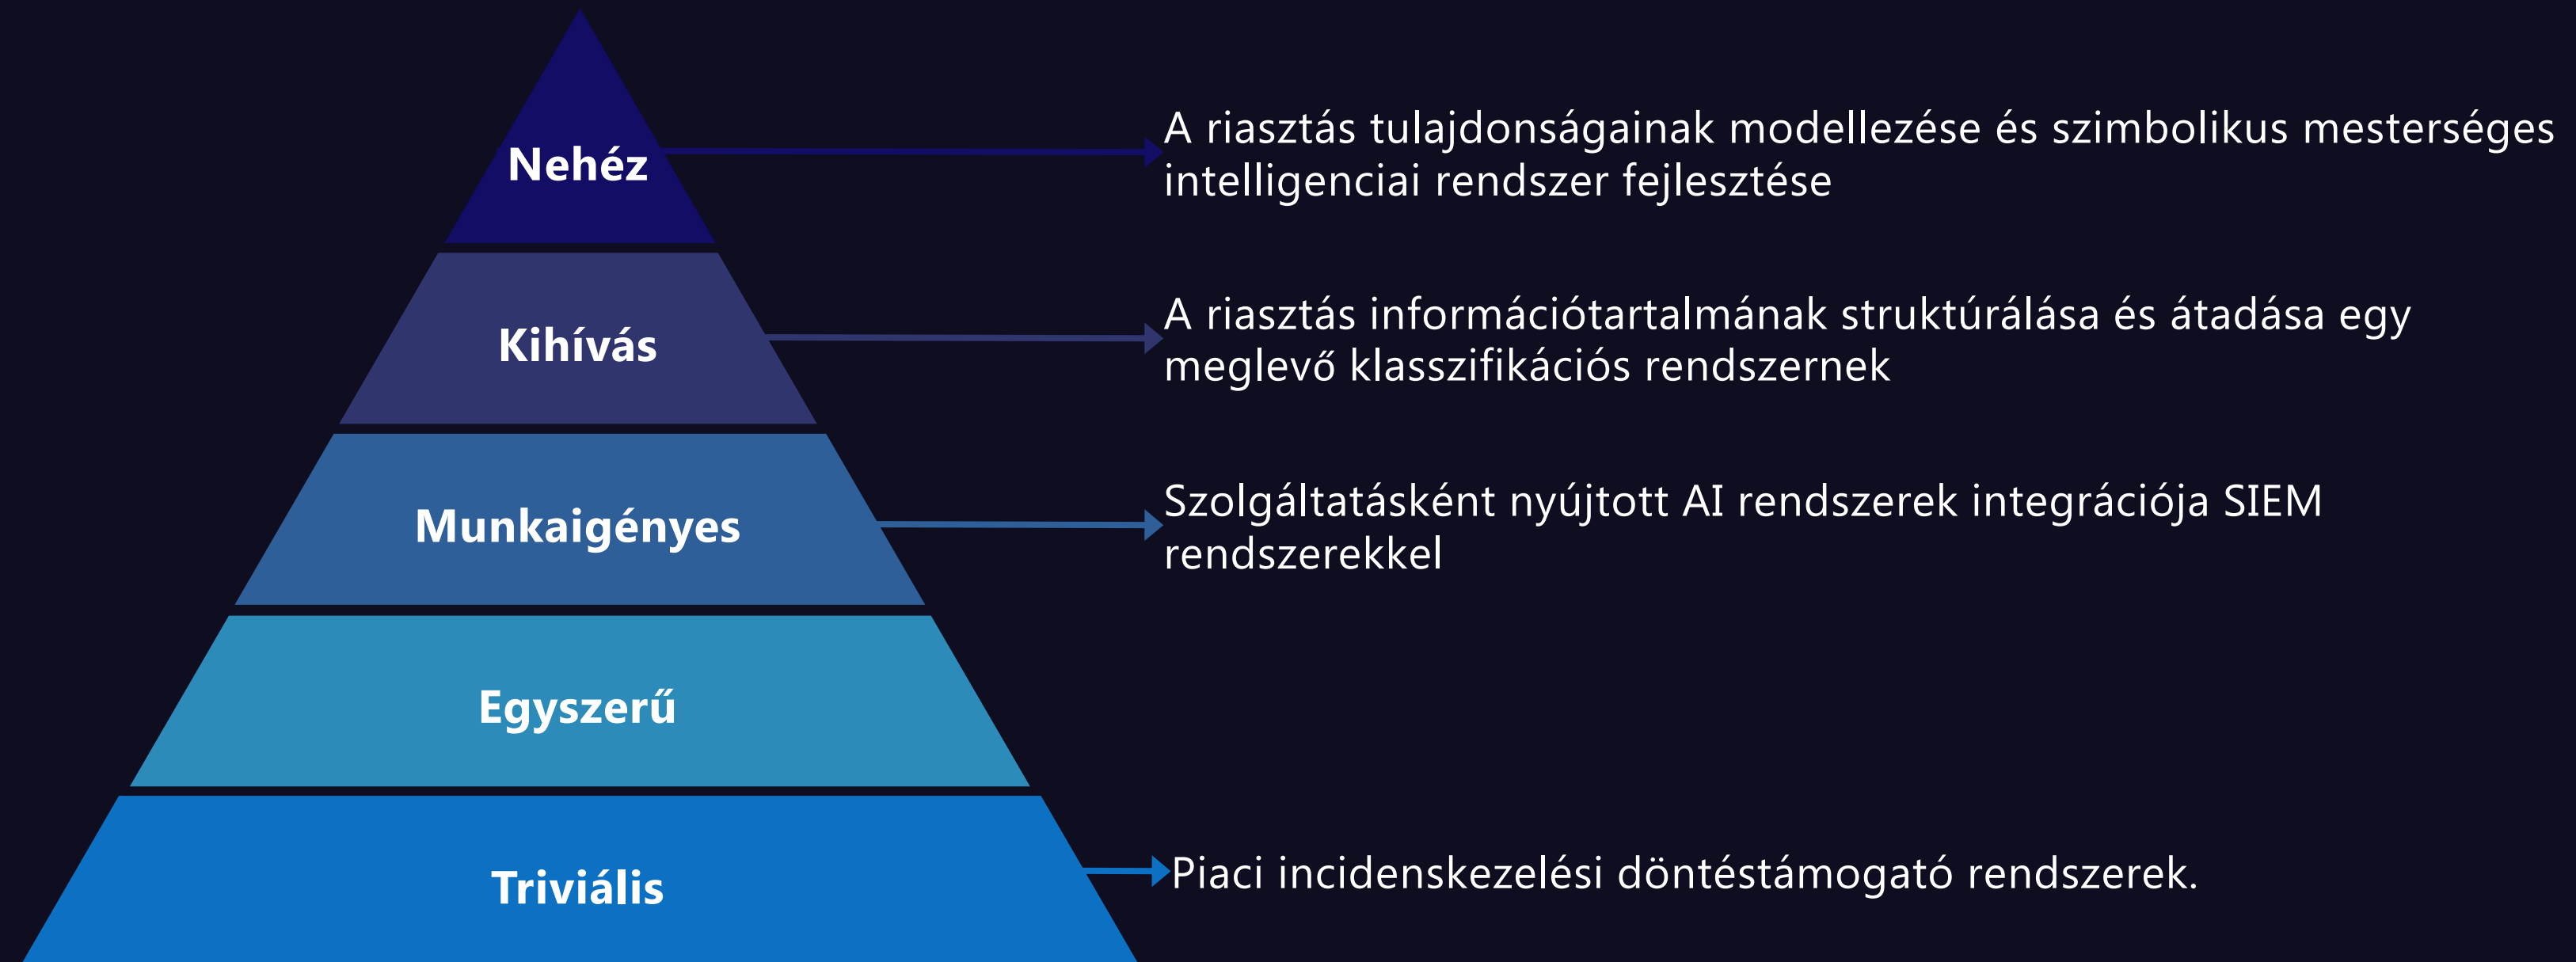 Nehéz
A riasztás tulajdonságainak modellezése és szimbolikus mesterséges
intelligenciai rendszer fejlesztése
Kihívás
A riasztás információtartalmának struktúrálása és átadása egy
meglevő klasszifikációs rendszernek
Munkaigényes
Szolgáltatásként nyújtott AI rendszerek integrációja SIEM
rendszerekkel
Egyszerű
Triviális
Piaci incidenskezelési döntéstámogató rendszerek.